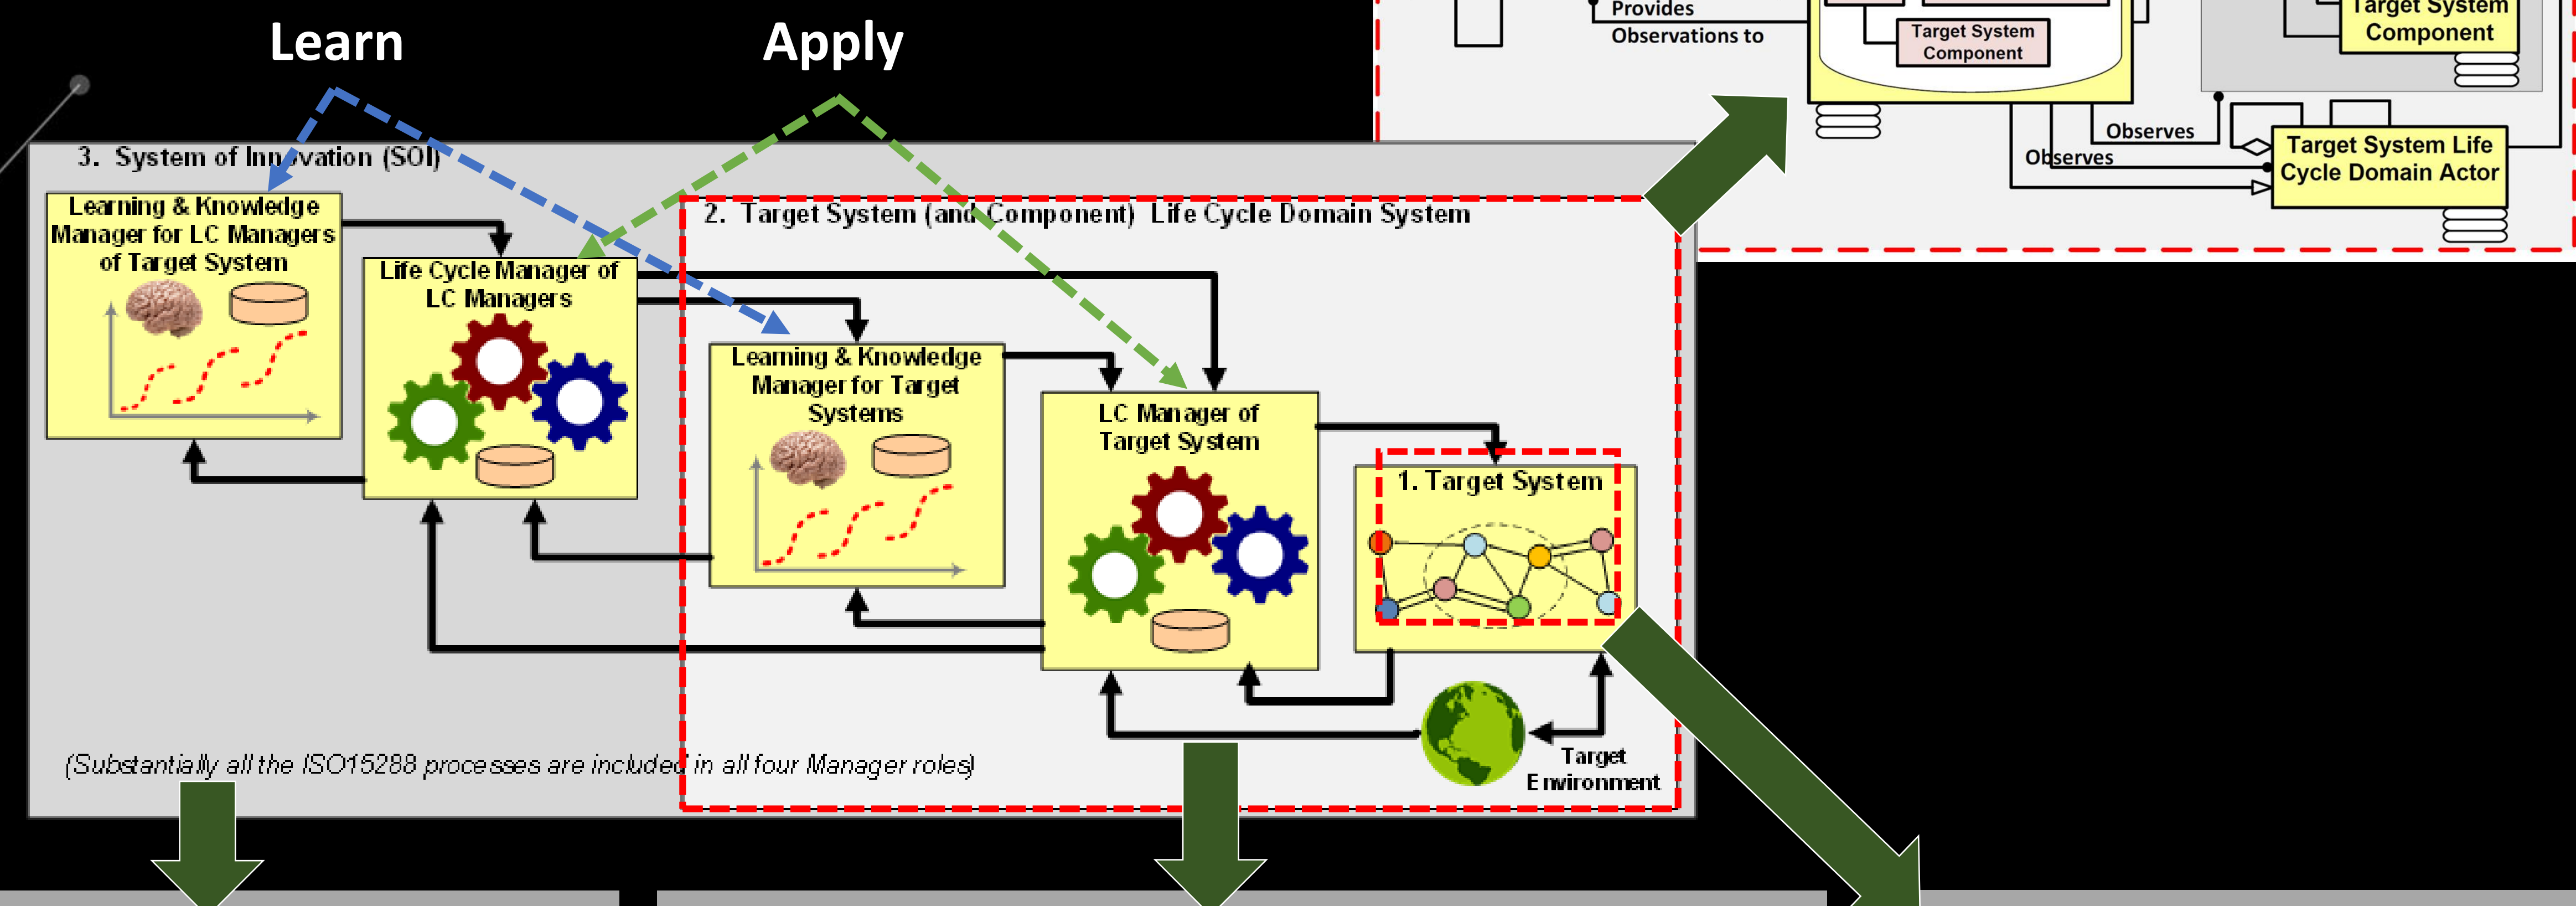 Learn
Apply
Provides
Observations to
Target System
Component
Target System
Component
Observes
Observes
Target System Life
Cycle Domain Actor
3. System of Innovation (SOI)
2. Target System (and Component) Life Cycle Domain System
Learning & Knowledge
Manager for LC Managers
of Target System
Life Cycle Manager of
LC Managers
Learning & Knowledge
Manager for Target
Systems
LC Manager of
Target System
1. Target System
Target
Environment
(Substantially all the ISO15288 processes are included in all four Manager roles)